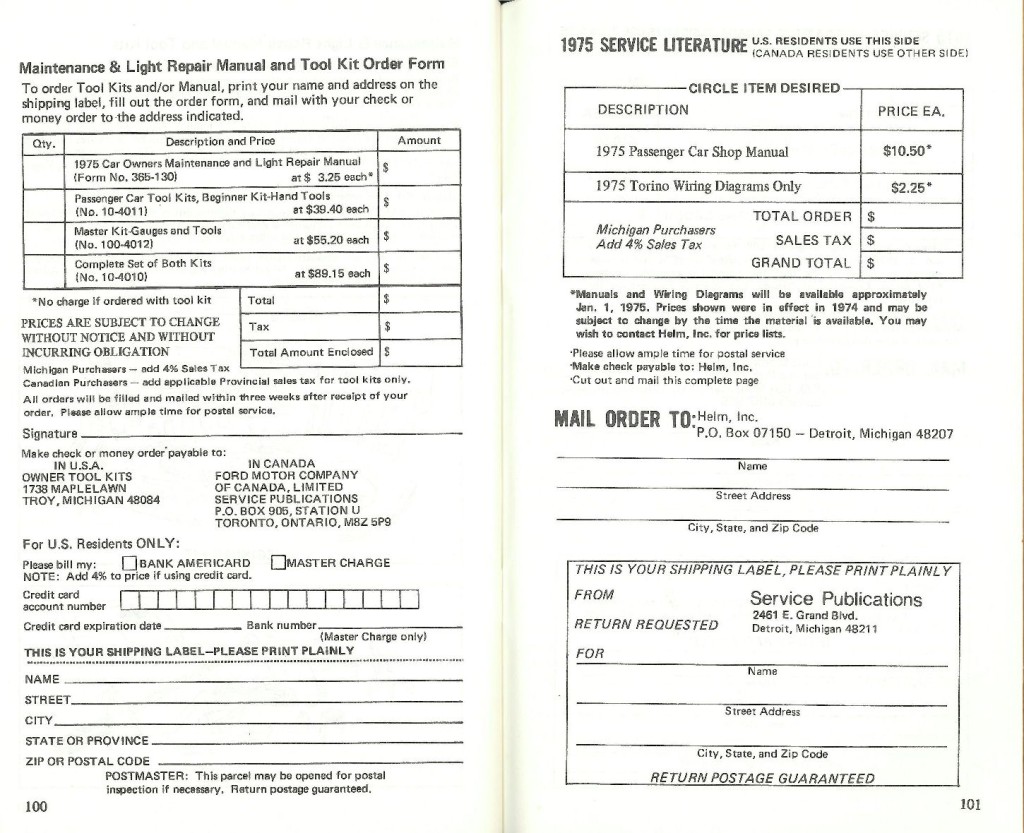 Maintenance & Light Repair Manual and Tool Kit Order Form
To order Tool Kits and/or Manual, print your name and address on the
shipping label, fill out the order form, and mail with your check or
money order to the address indicated.
Qty. Description and Price Amount
1975 Car Owners Maintenance and Light Repair Manual
(Form No. 365-130) at $ 3.25 each* $
Passenger Car Tool Kits, Beginner Kit-Hand Tools
(No. 10-4011) at $39.40 each $
Master Kit-Gauges and Tools
(No. 100-4012) at $55.20 each $
Complete Set of Both Kits
(No. 10-4010) at $89.15 each $
*No charge if ordered with tool kit
Total $
PRICES ARE SUBJECT TO CHANGE
WITHOUT NOTICE AND WITHOUT
INCURRING OBLIGATION
Tax $
Total Amount Enclosed $
Michigan Purchasers — add 4% Sales Tax
Canadian Purchasers — add applicable Provincial sales tax for tool kits only.
All orders will be filled and mailed within three weeks after receipt of your
order. Please allow ample time for postal service.
Signature
Make check or money order payable to:
IN U.S.A.
OWNER TOOL KITS
1738 MAPLELAWN
TROY, MICHIGAN 48084
IN CANADA
FORD MOTOR COMPANY
OF CANADA, LIMITED
SERVICE PUBLICATIONS
P.O. BOX 905, STATION U
TORONTO, ONTARIO, M8Z 5P9
For U.S. Residents ONLY:
Please bill my: BANK AMERICARD MASTER CHARGE
NOTE: Add 4% to price if using credit card.
Credit card
account number
Credit card expiration date Bank number
(Master Charge only)
THIS IS YOUR SHIPPING LABEL—PLEASE PRINT PLAINLY
NAME
STREET
CITY
STATE OR PROVINCE
ZIP OR POSTAL CODE
POSTMASTER: This parcel may be opened for postal
inspection if necessary. Return postage guaranteed.
100
1975 SERVICE LITERATURE U.S. RESIDENTS USE THIS SIDE
(CANADA RESIDENTS USE OTHER SIDE)
CIRCLE ITEM DESIRED
DESCRIPTION PRICE EA.
1975 Passenger Car Shop Manual $10.50*
1975 Torino Wiring Diagrams Only $2.25*
Michigan Purchasers
Add 4% Sales Tax
TOTAL ORDER $
SALES TAX $
GRAND TOTAL $
*Manuals and Wiring Diagrams will be available approximately
Jan. 1, 1975. Prices shown were in effect in 1974 and may be
subject to change by the time the material is available. You may
wish to contact Helm, Inc. for price lists.
·Please allow ample time for postal service
·Make check payable to: Helm, Inc.
·Cut out and mail this complete page
MAIL ORDER TO: Helm, Inc.
P.O. Box 07150 — Detroit, Michigan 48207
Name
Street Address
City, State, and Zip Code
THIS IS YOUR SHIPPING LABEL, PLEASE PRINT PLAINLY
FROM
RETURN REQUESTED
Service Publications
2461 E. Grand Blvd.
Detroit, Michigan 48211
FOR
Name
Street Address
City, State, and Zip Code
RETURN POSTAGE GUARANTEED
101